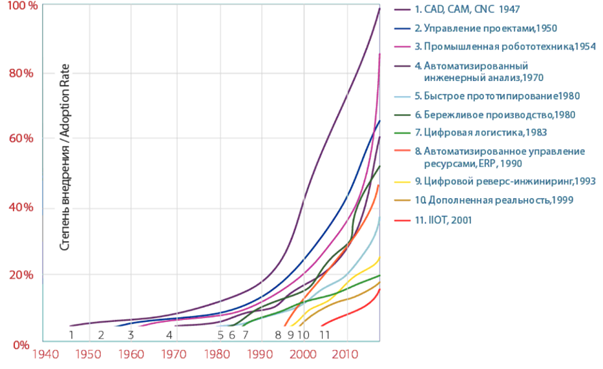 100 %
80%
60%
40%
20%
0%
Степень внедрения / Adoption Rate
1 2 3 4 5 6 7 8 9 10 11
1940 1950 1960 1970 1980 1990 2000 2010
1. CAD, CAM, CNC 1947
2. Управление проектами,1950
3. Промышленная робототехника,1954
4. Автоматизированный
инженерный анализ,1970
5. Быстрое прототипирование1980
6. Бережливое производство,1980
7. Цифровая логистика,1983
8. Автоматизированное управление
ресурсами, ERP, 1990
9. Цифровой реверс-инжиниринг,1993
10. Дополненная реальность,1999
11. IIOT, 2001